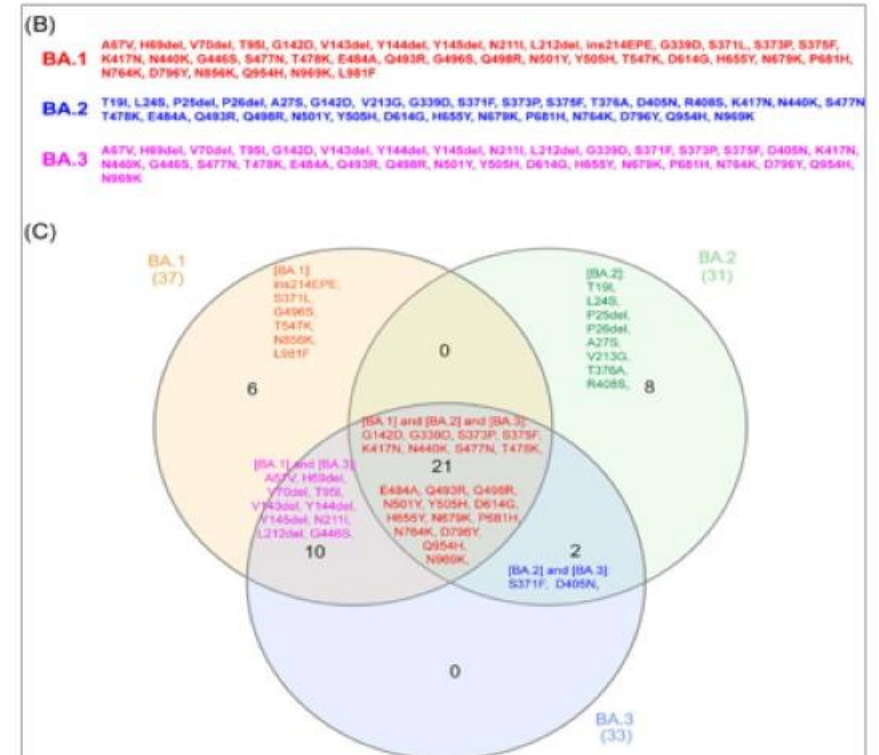 (B)
BA.1
A67V, H69del, V70del, T95I, G142D, V143del, Y144del, Y145del, N211I, L212del, ins214EPE, G339D, S371L, S373P, S375F,
K417N, N440K, G446S, S477N, T478K, E484A, Q493R, G496S, Q498R, N501Y, Y505H, T547K, D614G, H655Y, N679K, P681H,
N764K, D796Y, N856K, Q954H, N969K, L981F
BA.2
T19I, L24S, P25del, P26del, A27S, G142D, V213G, G339D, S371F, S373P, S375F, T376A, D405N, R408S, K417N, N440K, S477N
T478K, E484A, Q493R, Q498R, N501Y, Y505H, D614G, H655Y, N679K, P681H, N764K, D796Y, Q954H, N969K
BA.3
A67V, H69del, V70del, T95I, G142D, V143del, Y144del, Y145del, N211I, L212del, G339D, S371F, S373P, S375F, D405N, K417N,
N440K, G446S, S477N, T478K, E484A, Q493R, Q498R, N501Y, Y505H, D614G, H655Y, N679K, P681H, N764K, D796Y, Q954H,
N969K
(C)
BA.1
(37)
[BA.1]:
ins214EPE,
S371L,
G496S,
T547K,
N856K,
L981F
6
0
BA.2
(31)
[BA.2]:
T19I,
L24S,
P25del,
P26del,
A27S,
V213G,
T376A,
R408S,
8
[BA.1] and [BA.2] and [BA.3]:
G142D, G339D, S373P, S375F,
K417N, N440K, S477N, T478K,
21
E484A, Q493R, Q498R,
N501Y, Y505H, D614G,
H655Y, N679K, P681H,
N764K, D796Y,
Q954H,
N969K,
[BA.1] and [BA.3]:
A67V, H69del,
V70del, T95I,
V143del, Y144del,
Y145del, N211I,
L212del, G446S,
10
2
[BA.2] and [BA.3]:
S371F, D405N,
0
BA.3
(33)